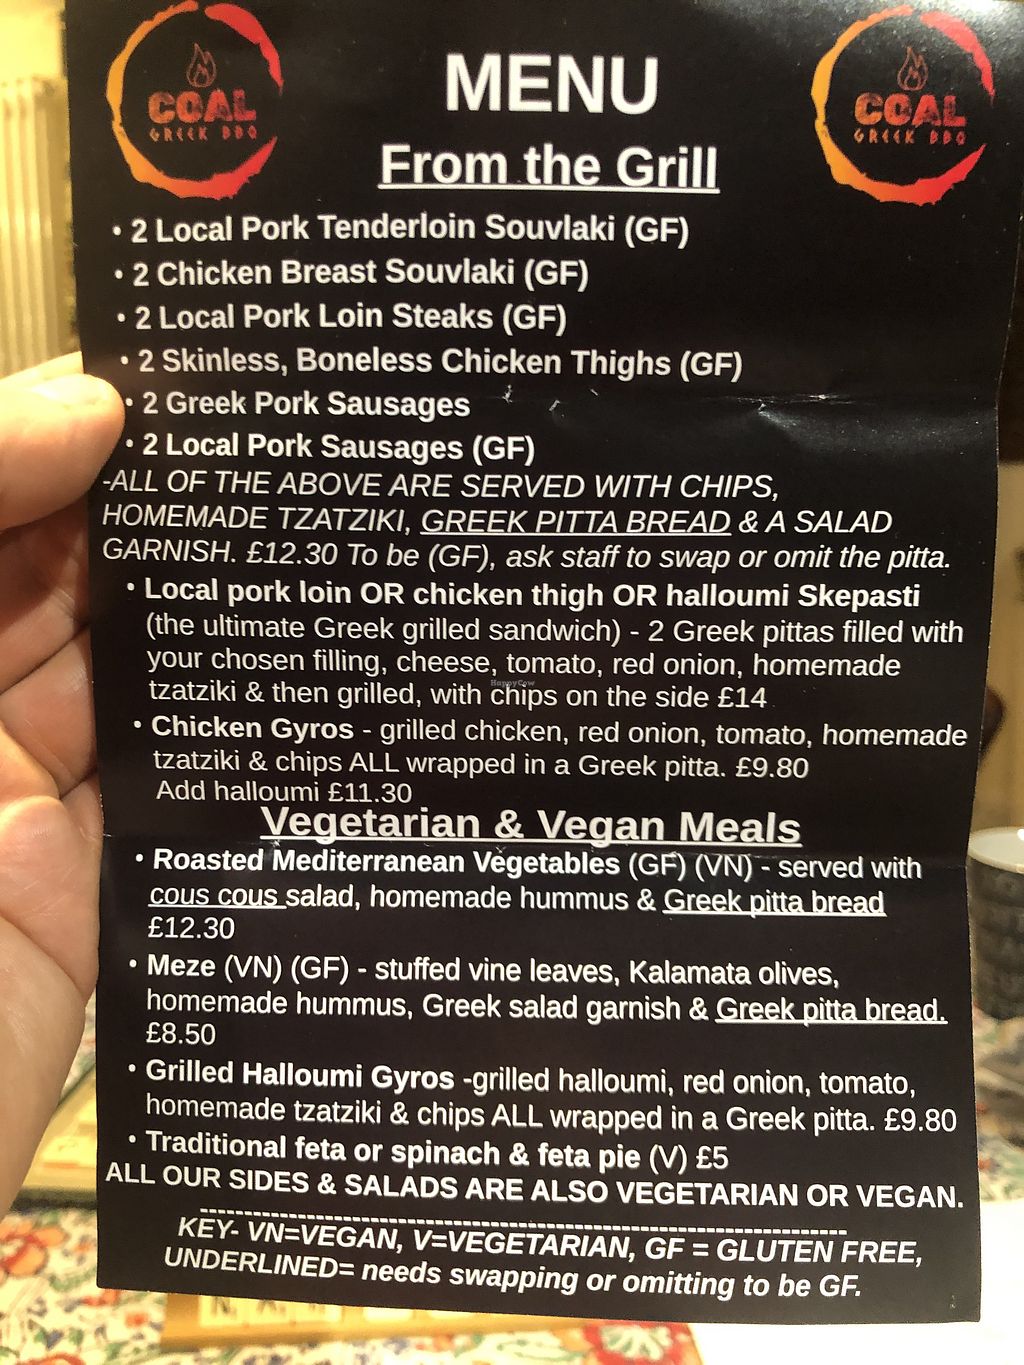 COAL
GREEK BBQ
MENU
COAL
GREEK BBQ
From the Grill
• 2 Local Pork Tenderloin Souvlaki (GF)
• 2 Chicken Breast Souvlaki (GF)
• 2 Local Pork Loin Steaks (GF)
• 2 Skinless, Boneless Chicken Thighs (GF)
• 2 Greek Pork Sausages
• 2 Local Pork Sausages (GF)
-ALL OF THE ABOVE ARE SERVED WITH CHIPS,
HOMEMADE TZATZIKI, GREEK PITTA BREAD & A SALAD
GARNISH. £12.30 To be (GF), ask staff to swap or omit the pitta.
• Local pork loin OR chicken thigh OR halloumi Skepasti
(the ultimate Greek grilled sandwich) - 2 Greek pittas filled with
your chosen filling, cheese, tomato, red onion, homemade
tzatziki & then grilled, with chips on the side £14
HappyCow
• Chicken Gyros - grilled chicken, red onion, tomato, homemade
tzatziki & chips ALL wrapped in a Greek pitta. £9.80
Add halloumi £11.30
Vegetarian & Vegan Meals
• Roasted Mediterranean Vegetables (GF) (VN) - served with
cous cous salad, homemade hummus & Greek pitta bread
£12.30
• Meze (VN) (GF) - stuffed vine leaves, Kalamata olives,
homemade hummus, Greek salad garnish & Greek pitta bread.
£8.50
• Grilled Halloumi Gyros -grilled halloumi, red onion, tomato,
homemade tzatziki & chips ALL wrapped in a Greek pitta. £9.80
• Traditional feta or spinach & feta pie (V) £5
ALL OUR SIDES & SALADS ARE ALSO VEGETARIAN OR VEGAN.
KEY- VN=VEGAN, V=VEGETARIAN, GF = GLUTEN FREE,
UNDERLINED= needs swapping or omitting to be GF.